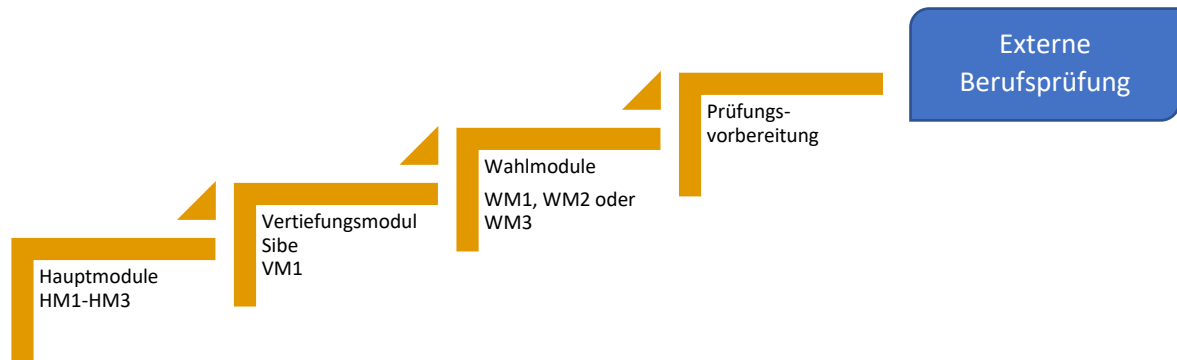 Hauptmodule
HM1-HM3
Vertiefungsmodul
Sibe
VM1
Wahlmodule
WM1, WM2 oder
WM3
Prüfungs-
vorbereitung
Externe
Berufsprüfung